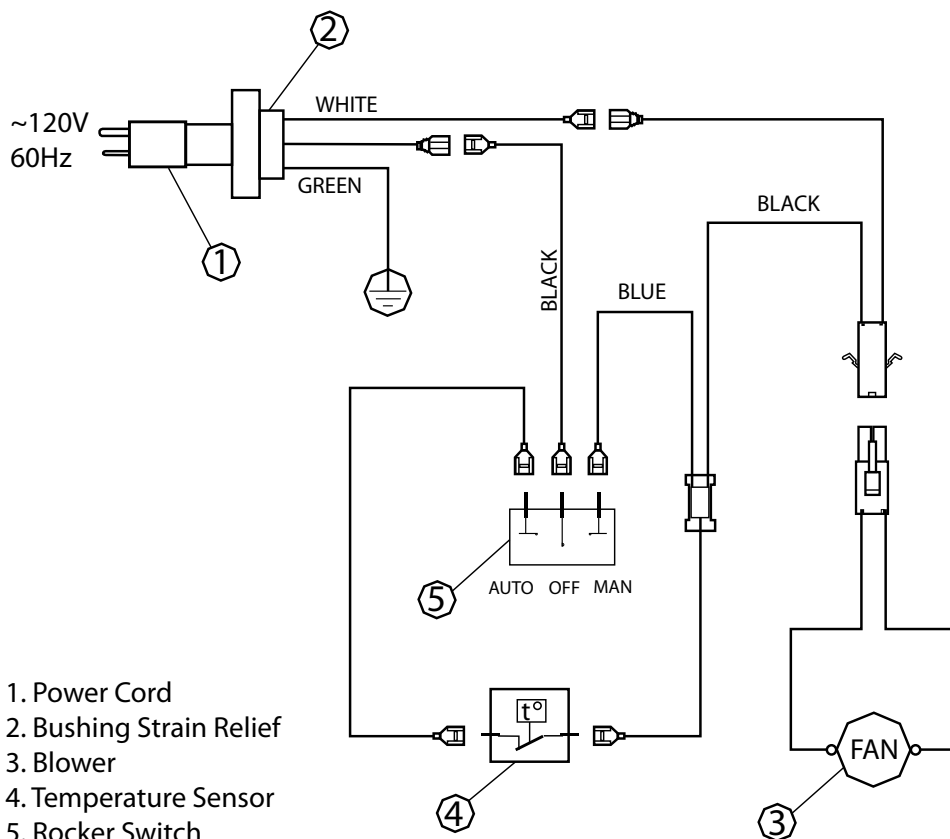 2
WHITE
~120V
60Hz
GREEN
1
BLACK
BLACK
BLUE
5
AUTO OFF MAN
1. Power Cord
2. Bushing Strain Relief
3. Blower
4. Temperature Sensor
5. Rocker Switch
t°
FAN
4
3